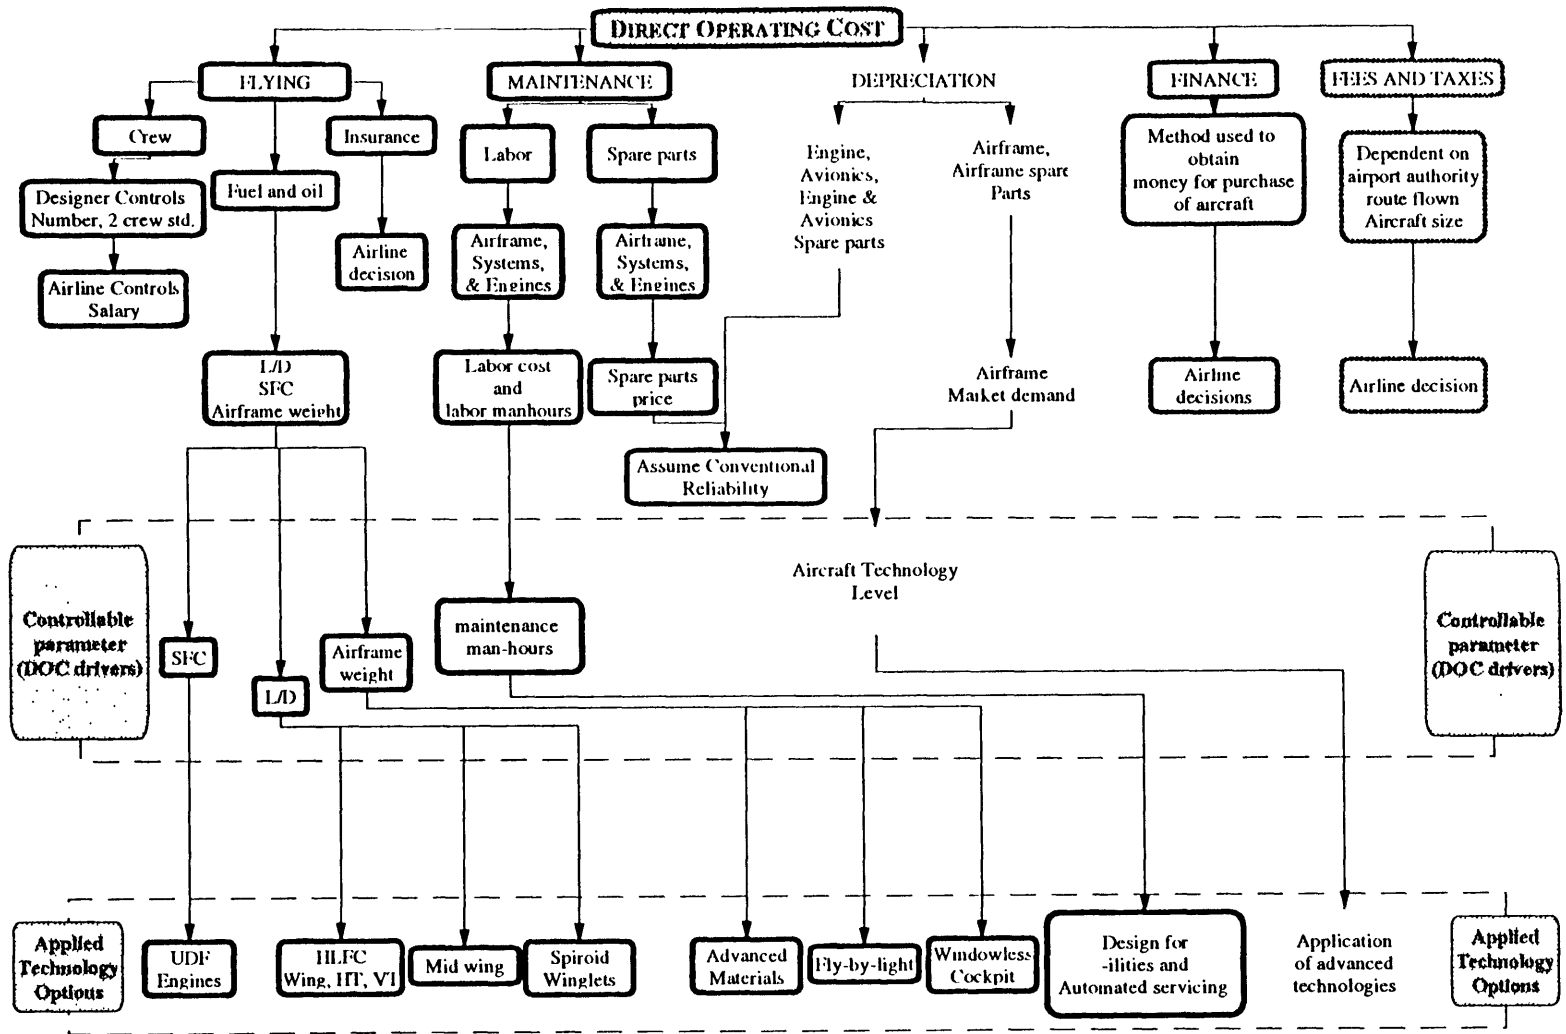 DIRECT OPERATING COST
FLYING
MAINTENANCE
DEPRECIATION
FINANCE
FEES AND TAXES
Crew
Insurance
Labor
Spare parts
Engine,
Avionics,
Engine &
Avionics
Spare parts
Airframe,
Airframe spare
Parts
Method used to
obtain
money for purchase
of aircraft
Dependent on
airport authority
route flown
Aircraft size
Designer Controls
Number, 2 crew std.
Fuel and oil
Airline
decision
Airframe,
Systems,
& Engines
Airframe,
Systems,
& Engines
Airline Controls
Salary
L/D
SFC
Airframe weight
Labor cost
and
labor manhours
Spare parts
price
Airframe
Market demand
Airline
decisions
Airline decision
Assume Conventional
Reliability
Controllable
parameter
(DOC drivers)
SFC
L/D
Airframe
weight
maintenance
man-hours
Aircraft Technology
Level
Controllable
parameter
(DOC drivers)
Applied
Technology
Options
UDF
Engines
HLFC
Wing, HT, VT
Mid wing
Spiroid
Winglets
Advanced
Materials
Fly-by-light
Windowless
Cockpit
Design for
-ilities and
Automated servicing
Application
of advanced
technologies
Applied
Technology
Options